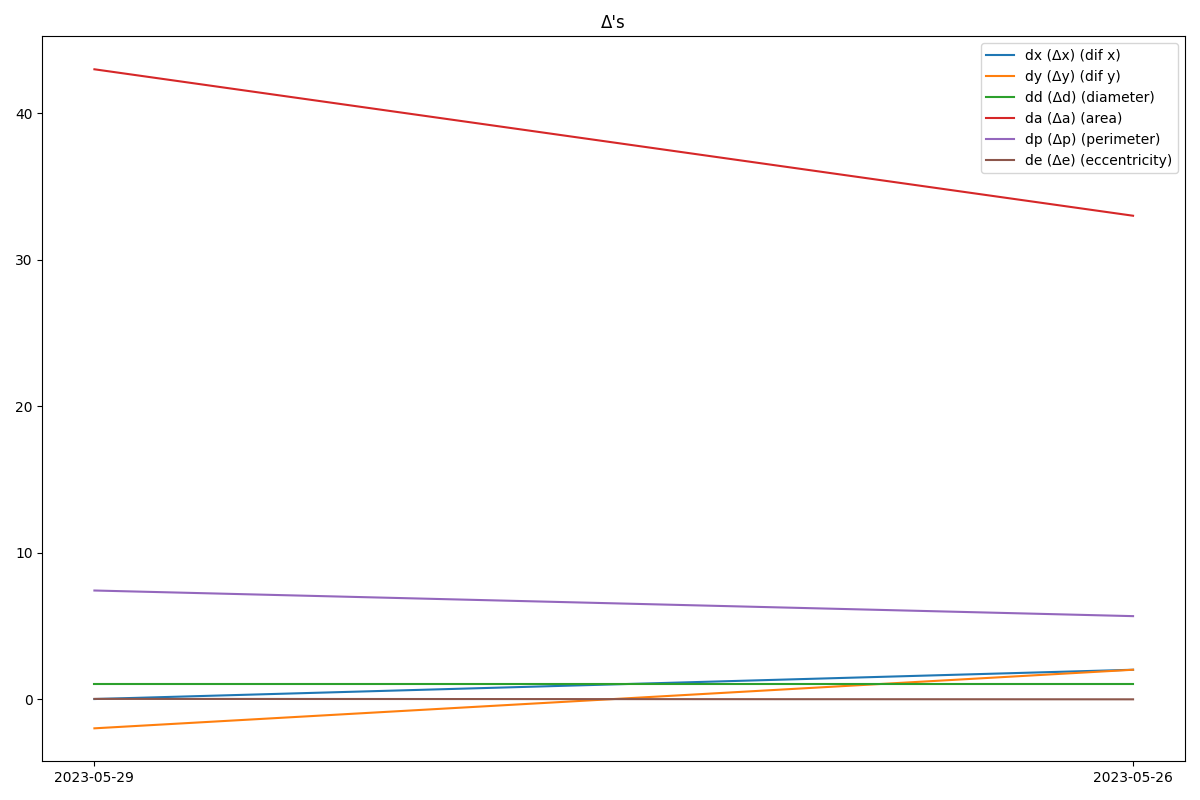 Δ's
dx (Δx) (dif x)
dy (Δy) (dif y)
dd (Δd) (diameter)
da (Δa) (area)
dp (Δp) (perimeter)
de (Δe) (eccentricity)
40
30
20
10
0
2023-05-29
2023-05-26